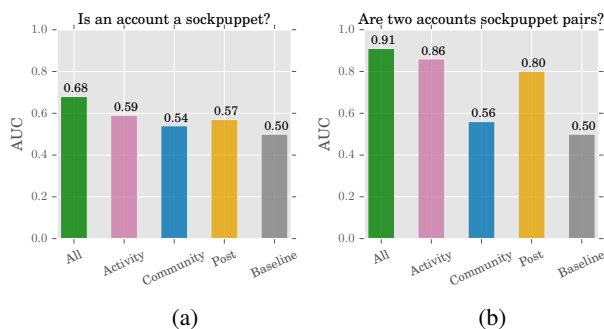 Is an account a sockpuppet?
1.0
0.8
0.6
0.4
0.2
0.0
AUC
0.68
0.59
0.54
0.57
0.50
All
Activity
Community
Post
Baseline
(a)
Are two accounts sockpuppet pairs?
1.0
0.8
0.6
0.4
0.2
0.0
AUC
0.91
0.86
0.56
0.80
0.50
All
Activity
Community
Post
Baseline
(b)